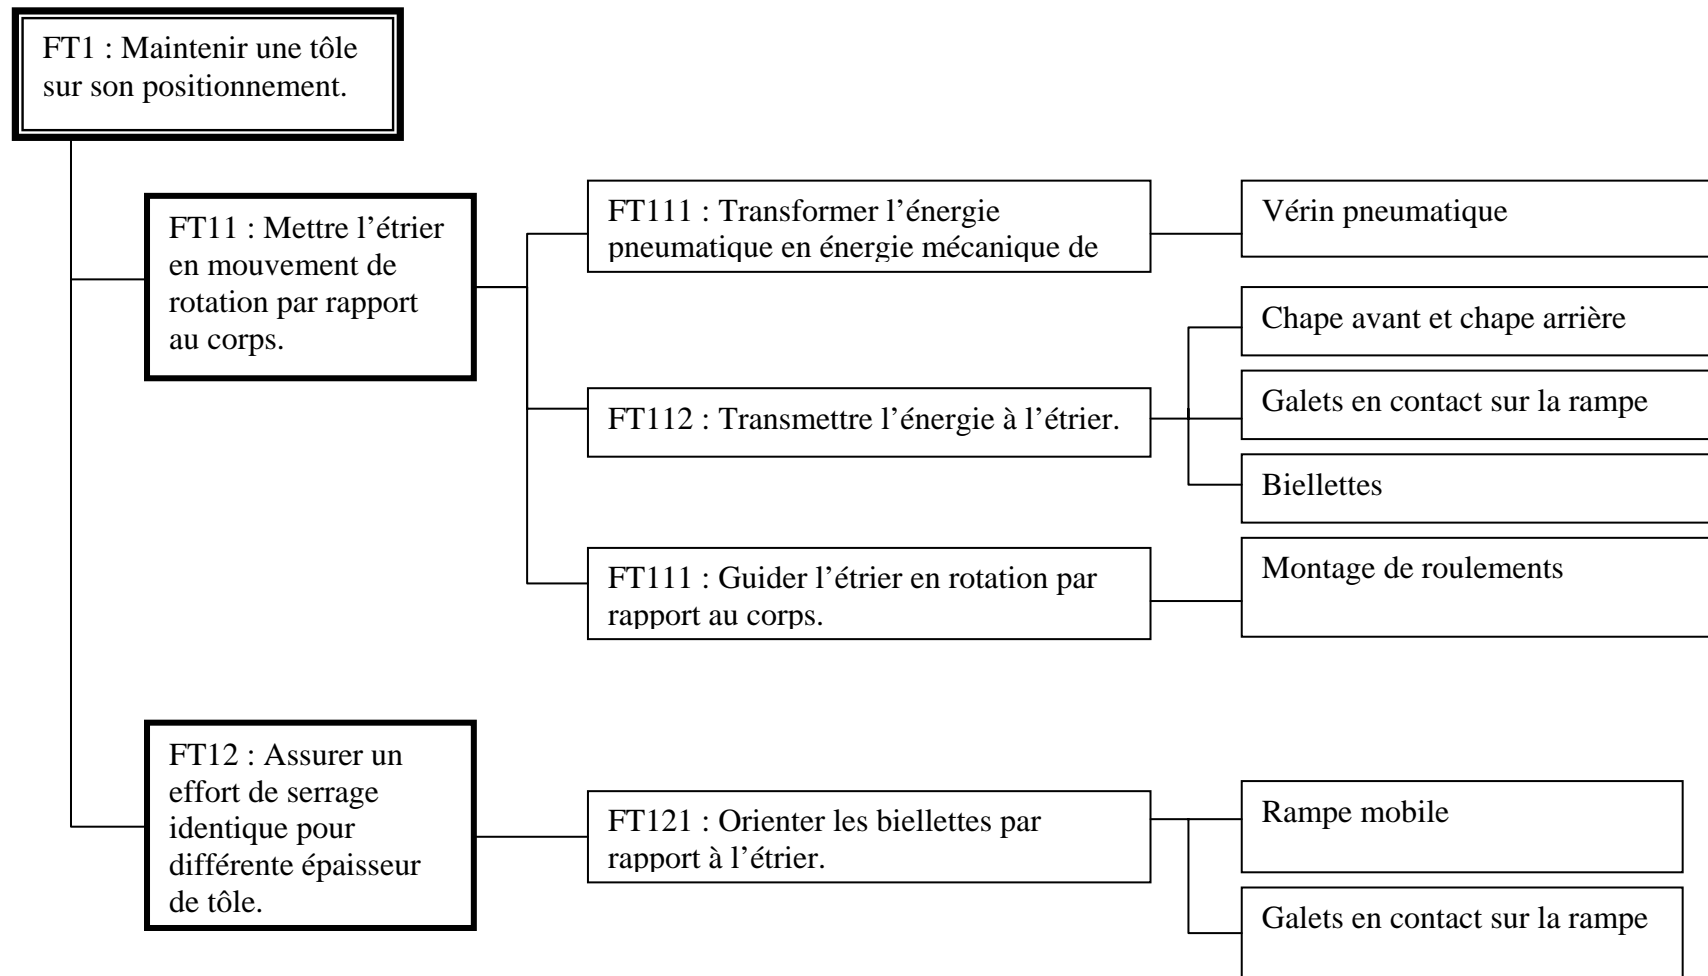 FT1 : Maintenir une tôle
sur son positionnement.
FT11 : Mettre l’étrier
en mouvement de
rotation par rapport
au corps.
FT111 : Transformer l’énergie
pneumatique en énergie mécanique de
Vérin pneumatique
Chape avant et chape arrière
FT112 : Transmettre l’énergie à l’étrier.
Galets en contact sur la rampe
Biellettes
FT111 : Guider l’étrier en rotation par
rapport au corps.
Montage de roulements
FT12 : Assurer un
effort de serrage
identique pour
différente épaisseur
de tôle.
FT121 : Orienter les biellettes par
rapport à l’étrier.
Rampe mobile
Galets en contact sur la rampe